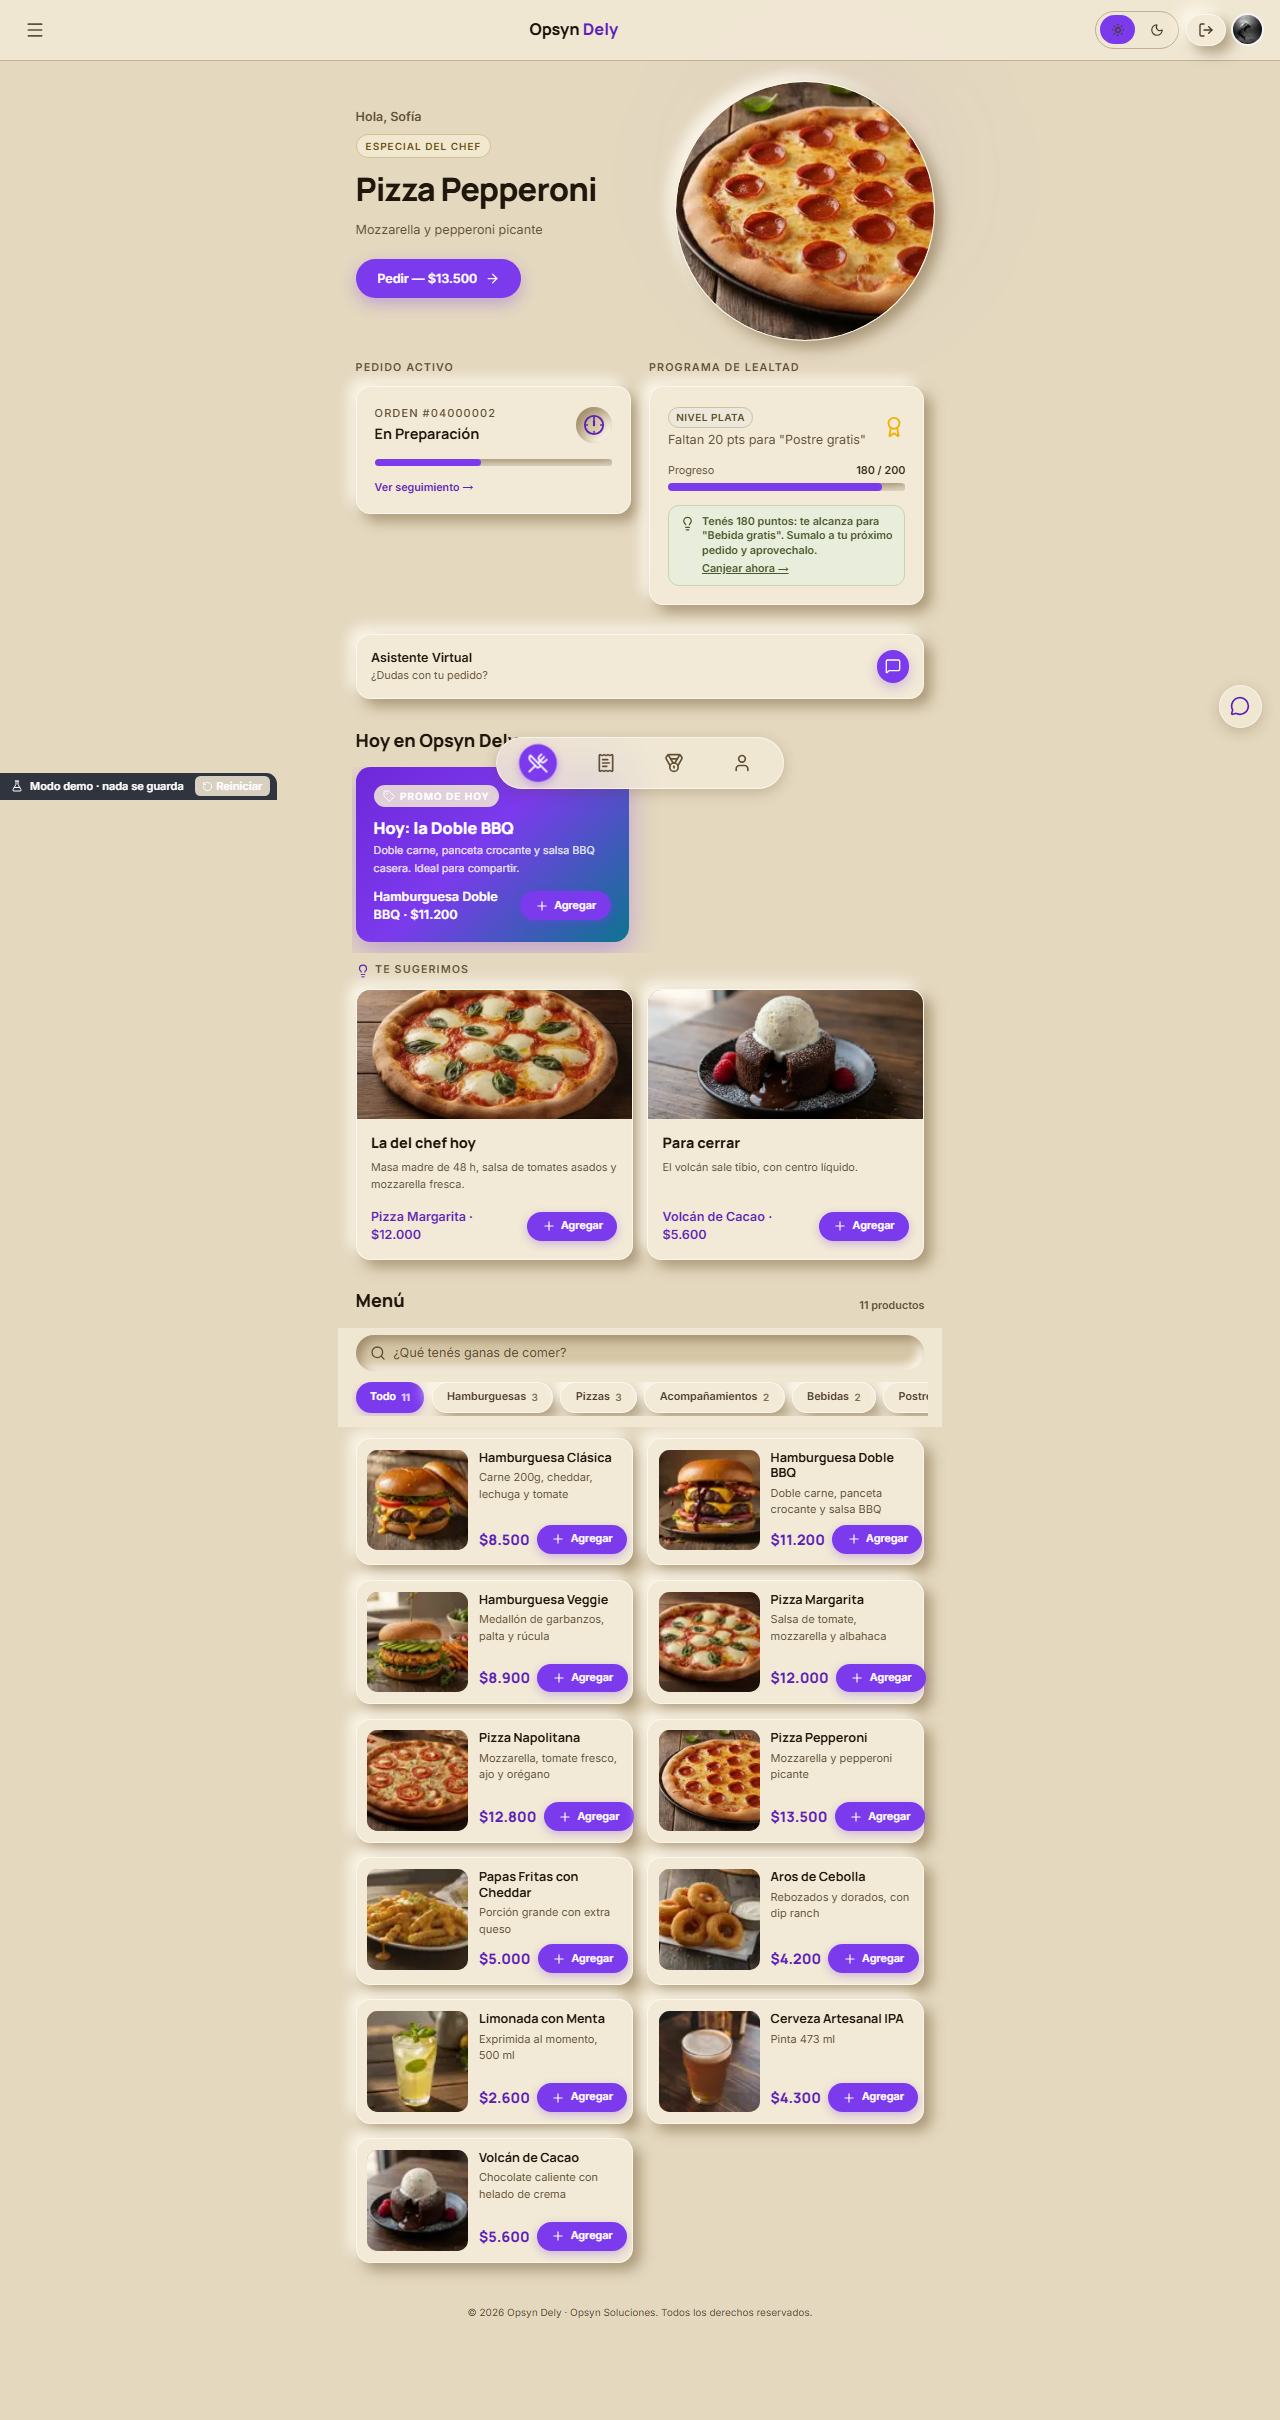 Opsyn Dely
Hola, Sofía
ESPECIAL DEL CHEF
Pizza Pepperoni
Mozzarella y pepperoni picante
Pedir — $13.500
PEDIDO ACTIVO
ORDEN #04000002
En Preparación
Ver seguimiento →
PROGRAMA DE LEALTAD
NIVEL PLATA
Faltan 20 pts para "Postre gratis"
Progreso 180 / 200
Tenés 180 puntos: te alcanza para
"Bebida gratis". Sumalo a tu próximo
pedido y aprovechalo.
Canjear ahora →
Asistente Virtual
¿Dudas con tu pedido?
Hoy en Opsyn Dely
Modo demo · nada se guarda Reiniciar
PROMO DE HOY
Hoy: la Doble BBQ
Doble carne, panceta crocante y salsa BBQ
casera. Ideal para compartir.
Hamburguesa Doble
BBQ · $11.200
Agregar
TE SUGERIMOS
La del chef hoy
Masa madre de 48 h, salsa de tomates asados y
mozzarella fresca.
Pizza Margarita ·
$12.000
Agregar
Para cerrar
El volcán sale tibio, con centro líquido.
Volcán de Cacao ·
$5.600
Agregar
Menú
11 productos
¿Qué tenés ganas de comer?
Todo 11 Hamburguesas 3 Pizzas 3 Acompañamientos 2 Bebidas 2 Postre
Hamburguesa Clásica
Carne 200g, cheddar,
lechuga y tomate
$8.500 Agregar
Hamburguesa Doble
BBQ
Doble carne, panceta
crocante y salsa BBQ
$11.200 Agregar
Hamburguesa Veggie
Medallón de garbanzos,
palta y rúcula
$8.900 Agregar
Pizza Margarita
Salsa de tomate,
mozzarella y albahaca
$12.000 Agregar
Pizza Napolitana
Mozzarella, tomate fresco,
ajo y orégano
$12.800 Agregar
Pizza Pepperoni
Mozzarella y pepperoni
picante
$13.500 Agregar
Papas Fritas con
Cheddar
Porción grande con extra
queso
$5.000 Agregar
Aros de Cebolla
Rebozados y dorados, con
dip ranch
$4.200 Agregar
Limonada con Menta
Exprimida al momento,
500 ml
$2.600 Agregar
Cerveza Artesanal IPA
Pinta 473 ml
$4.300 Agregar
Volcán de Cacao
Chocolate caliente con
helado de crema
$5.600 Agregar
© 2026 Opsyn Dely · Opsyn Soluciones. Todos los derechos reservados.